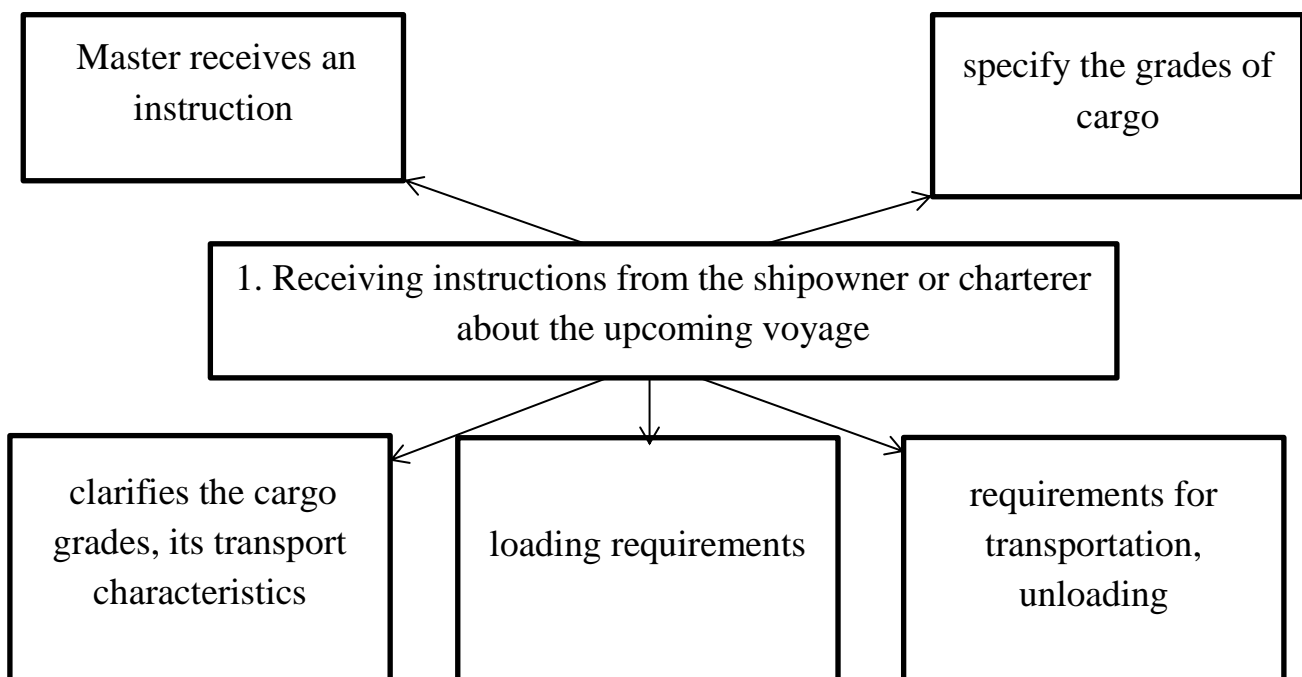 Master receives an
instruction
specify the grades of
cargo
1. Receiving instructions from the shipowner or charterer
about the upcoming voyage
clarifies the cargo
grades, its transport
characteristics
loading requirements
requirements for
transportation,
unloading